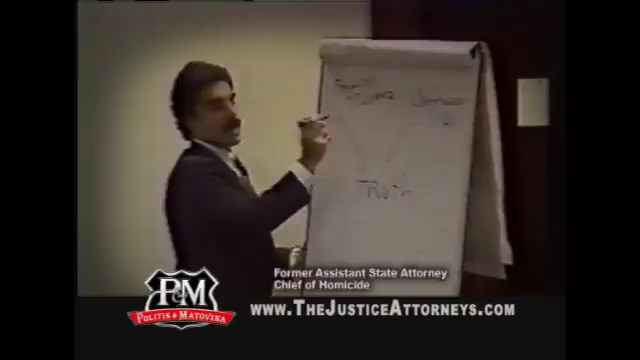 Truth
Former Assistant State Attorney
Chief of Homicide
P&M
POLITIS & MATOVINA
WWW.THEJUSTICEATTORNEYS.COM